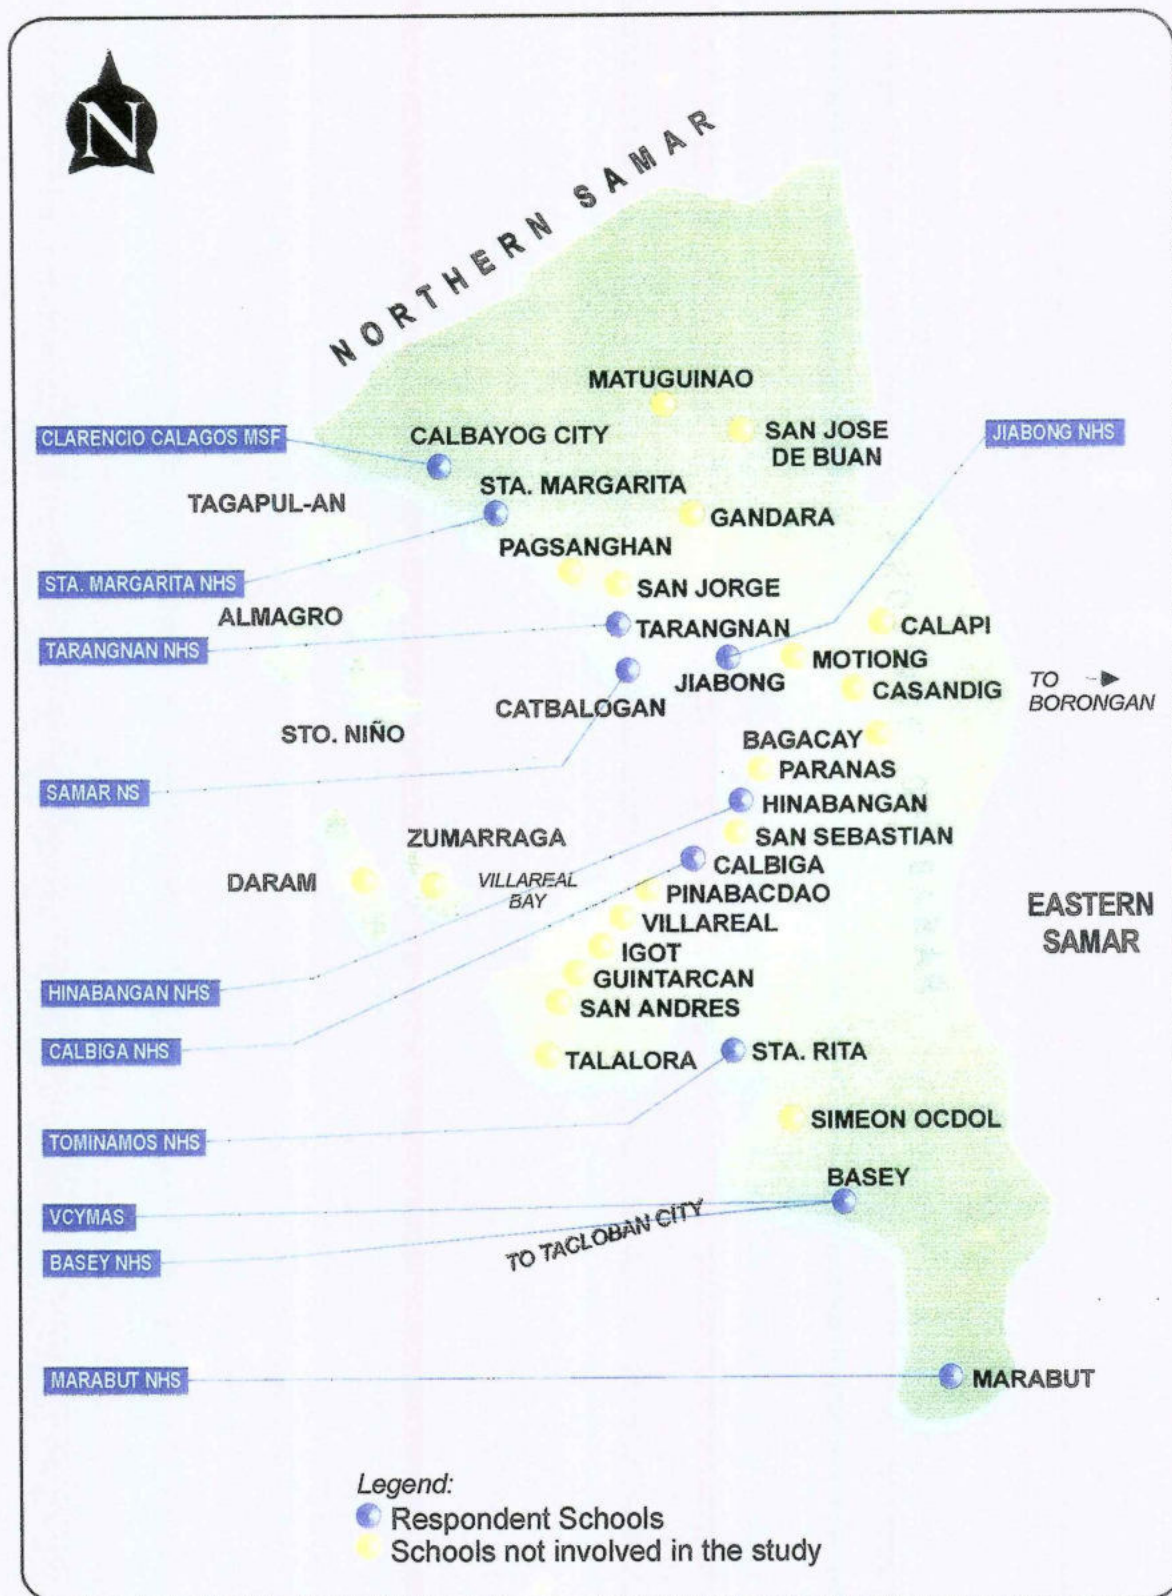 N
NORTHERN SAMAR
MATUGUINAO
CLARENCIO CALAGOS MSF
CALBAYOG CITY
SAN JOSE
DE BUAN
JIABONG NHS
TAGAPUL-AN
STA. MARGARITA
GANDARA
PAGSANGHAN
STA. MARGARITA NHS
SAN JORGE
ALMAGRO
TARANGNAN
CALAPI
TARANGNAN NHS
MOTIONG
JIABONG
CASANDIG
TO
BORONGAN
CATBALOGAN
STO. NIÑO
BAGACAY
PARANAS
SAMAR NS
HINABANGAN
ZUMARRAGA
SAN SEBASTIAN
CALBIGA
DARAM
VILLAREAL
BAY
PINABACDAO
EASTERN
SAMAR
VILLAREAL
IGOT
HINABANGAN NHS
GUINTARCAN
SAN ANDRES
CALBIGA NHS
TALALORA
STA. RITA
SIMEON OCDOL
TOMINAMOS NHS
BASEY
VCYMAS
TO TACLOBAN CITY
BASEY NHS
MARABUT NHS
MARABUT
Legend:
Respondent Schools
Schools not involved in the study